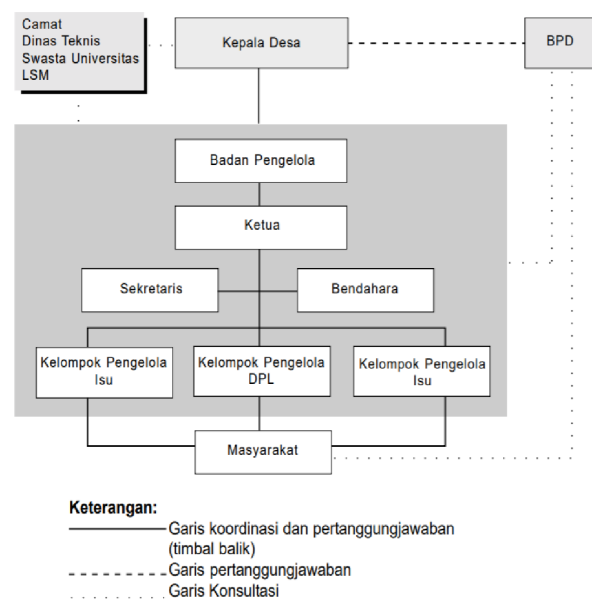 Camat
Dinas Teknis
Swasta Universitas
LSM
Kepala Desa
BPD
Badan Pengelola
Ketua
Sekretaris
Bendahara
Kelompok Pengelola
Isu
Kelompok Pengelola
DPL
Kelompok Pengelola
Isu
Masyarakat
Keterangan:
Garis koordinasi dan pertanggungjawaban
(timbal balik)
Garis pertanggungjawaban
Garis Konsultasi